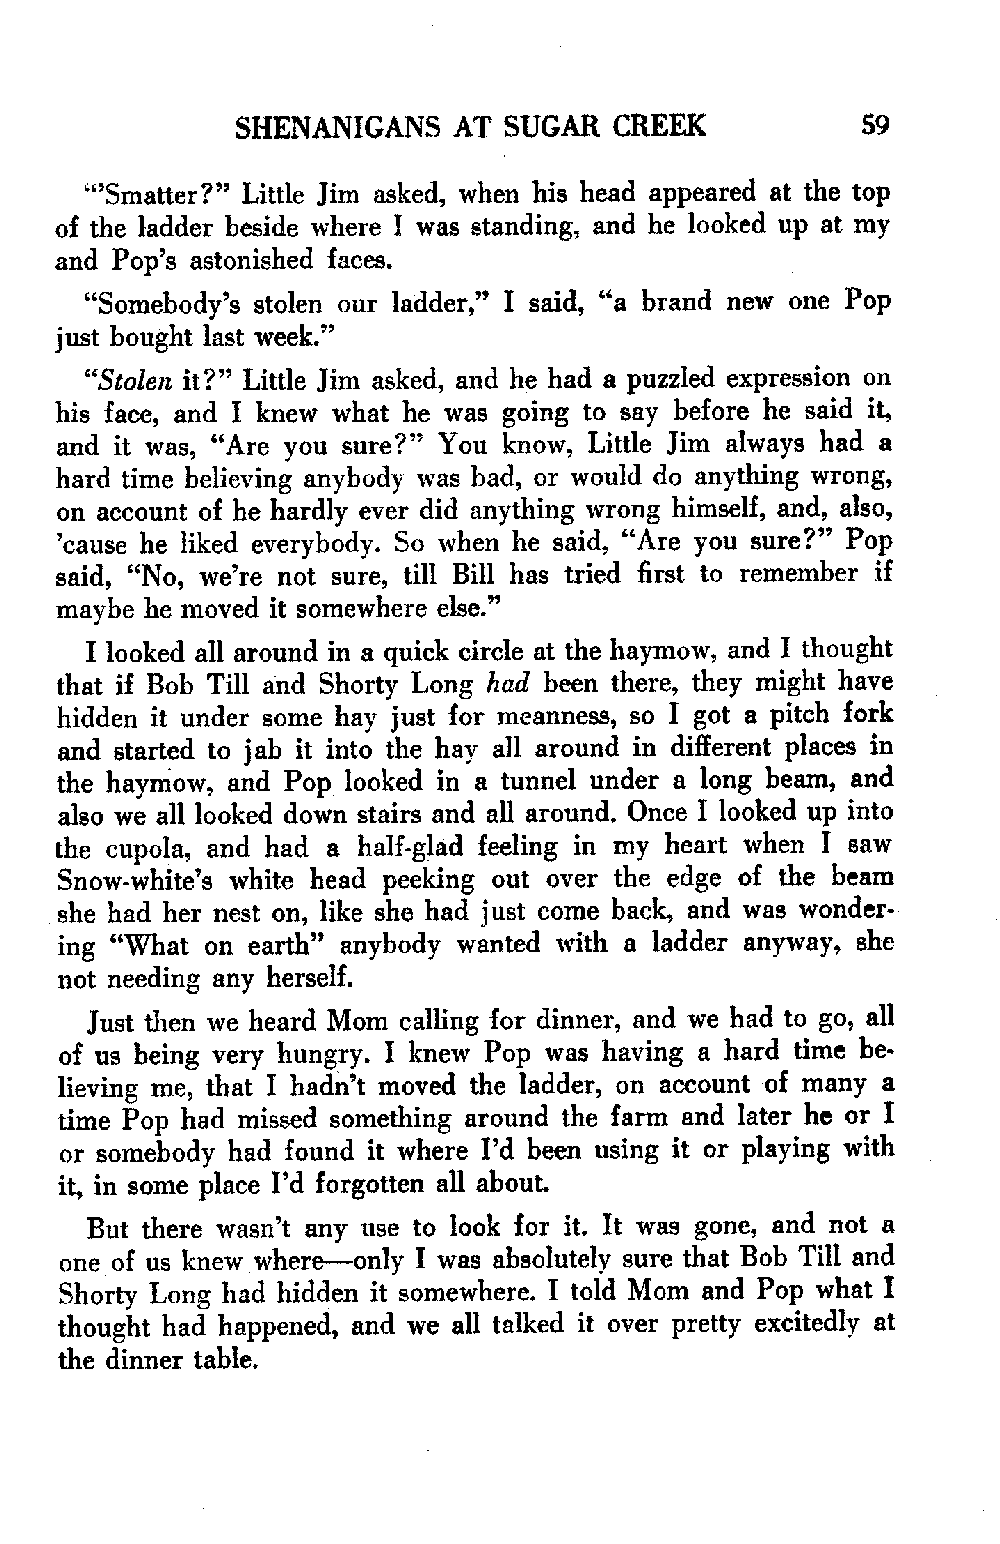 SHENANIGANS AT SUGAR CREEK 59
“’Smatter?” Little Jim asked, when his head appeared at the top
of the ladder beside where I was standing, and he looked up at my
and Pop’s astonished faces.
“Somebody’s stolen our ladder,” I said, “a brand new one Pop
just bought last week.”
“Stolen it?” Little Jim asked, and he had a puzzled expression on
his face, and I knew what he was going to say before he said it,
and it was, “Are you sure?” You know, Little Jim always had a
hard time believing anybody was bad, or would do anything wrong,
on account of he hardly ever did anything wrong himself, and, also,
’cause he liked everybody. So when he said, “Are you sure?” Pop
said, “No, we’re not sure, till Bill has tried first to remember if
maybe he moved it somewhere else.”
I looked all around in a quick circle at the haymow, and I thought
that if Bob Till and Shorty Long had been there, they might have
hidden it under some hay just for meanness, so I got a pitch fork
and started to jab it into the hay all around in different places in
the haymow, and Pop looked in a tunnel under a long beam, and
also we all looked down stairs and all around. Once I looked up into
the cupola, and had a half-glad feeling in my heart when I saw
Snow-white’s white head peeking out over the edge of the beam
she had her nest on, like she had just come back, and was wonder-
ing “What on earth” anybody wanted with a ladder anyway, she
not needing any herself.
Just then we heard Mom calling for dinner, and we had to go, all
of us being very hungry. I knew Pop was having a hard time be-
lieving me, that I hadn’t moved the ladder, on account of many a
time Pop had missed something around the farm and later he or I
or somebody had found it where I’d been using it or playing with
it, in some place I’d forgotten all about.
But there wasn’t any use to look for it. It was gone, and not a
one of us knew where—only I was absolutely sure that Bob Till and
Shorty Long had hidden it somewhere. I told Mom and Pop what I
thought had happened, and we all talked it over pretty excitedly at
the dinner table.